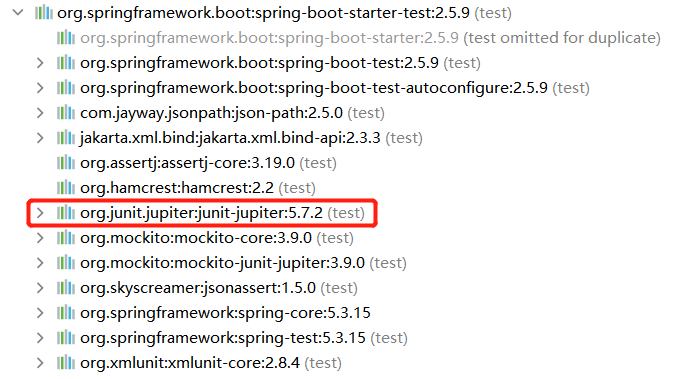 org.springframework.boot:spring-boot-starter-test:2.5.9 (test)
org.springframework.boot:spring-boot-starter:2.5.9 (test omitted for duplicate)
org.springframework.boot:spring-boot-test:2.5.9 (test)
org.springframework.boot:spring-boot-test-autoconfigure:2.5.9 (test)
com.jayway.jsonpath:json-path:2.5.0 (test)
jakarta.xml.bind:jakarta.xml.bind-api:2.3.3 (test)
org.assertj:assertj-core:3.19.0 (test)
org.hamcrest:hamcrest:2.2 (test)
org.junit.jupiter:junit-jupiter:5.7.2 (test)
org.mockito:mockito-core:3.9.0 (test)
org.mockito:mockito-junit-jupiter:3.9.0 (test)
org.skyscreamer:jsonassert:1.5.0 (test)
org.springframework:spring-core:5.3.15
org.springframework:spring-test:5.3.15 (test)
org.xmlunit:xmlunit-core:2.8.4 (test)